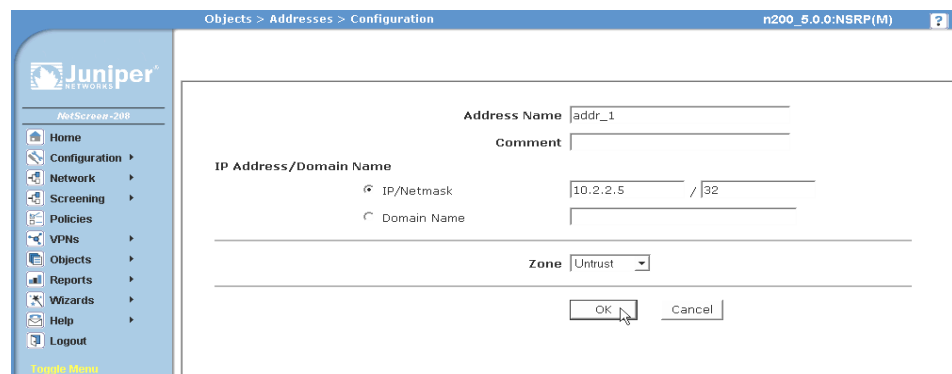 Objects > Addresses > Configuration
n200_5.0.0:NSRP(M)
?
Juniper®
NETWORKS
NetScreen-208
Home
Configuration
Network
Screening
Policies
VPNs
Objects
Reports
Wizards
Help
Logout
Toggle Menu
Address Name addr_1
Comment
IP Address/Domain Name
IP/Netmask 10.2.2.5 / 32
Domain Name
Zone Untrust
OK Cancel